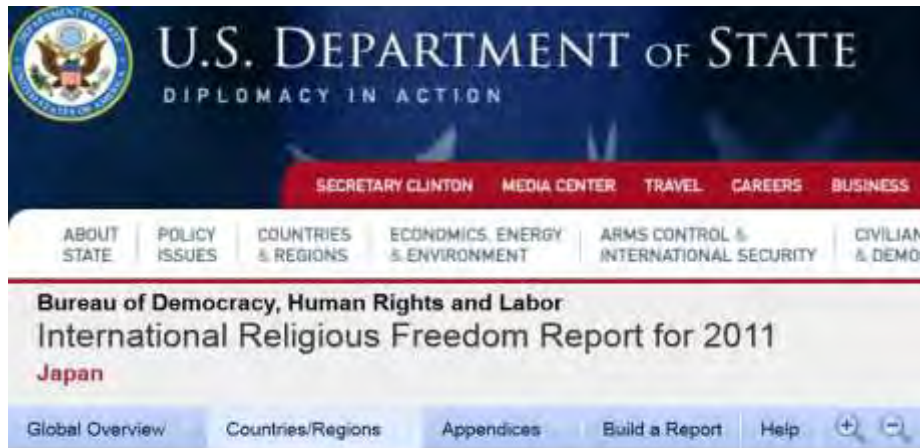 U.S. DEPARTMENT OF STATE
DIPLOMACY IN ACTION
SECRETARY CLINTON MEDIA CENTER TRAVEL CAREERS BUSINESS
ABOUT STATE POLICY ISSUES COUNTRIES & REGIONS ECONOMICS, ENERGY & ENVIRONMENT ARMS CONTROL & INTERNATIONAL SECURITY CIVILIAN & DEMO
Bureau of Democracy, Human Rights and Labor
International Religious Freedom Report for 2011
Japan
Global Overview Countries/Regions Appendices Build a Report Help